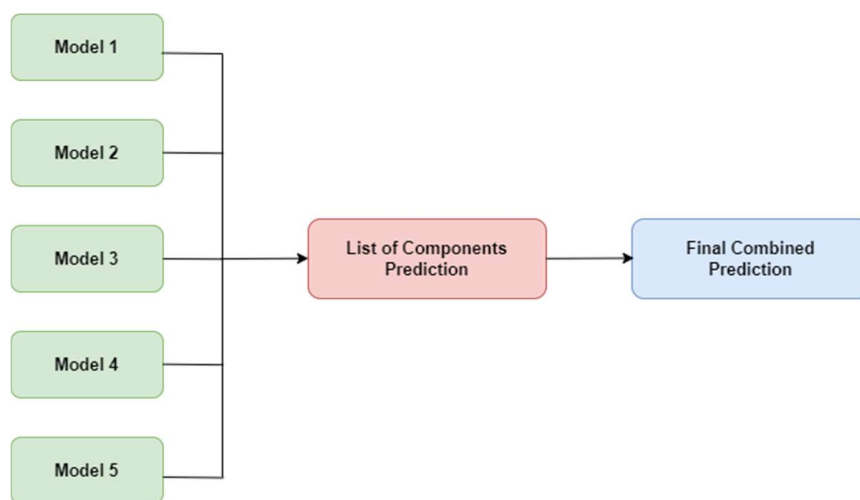 Model 1
Model 2
Model 3
Model 4
Model 5
List of Components
Prediction
Final Combined
Prediction